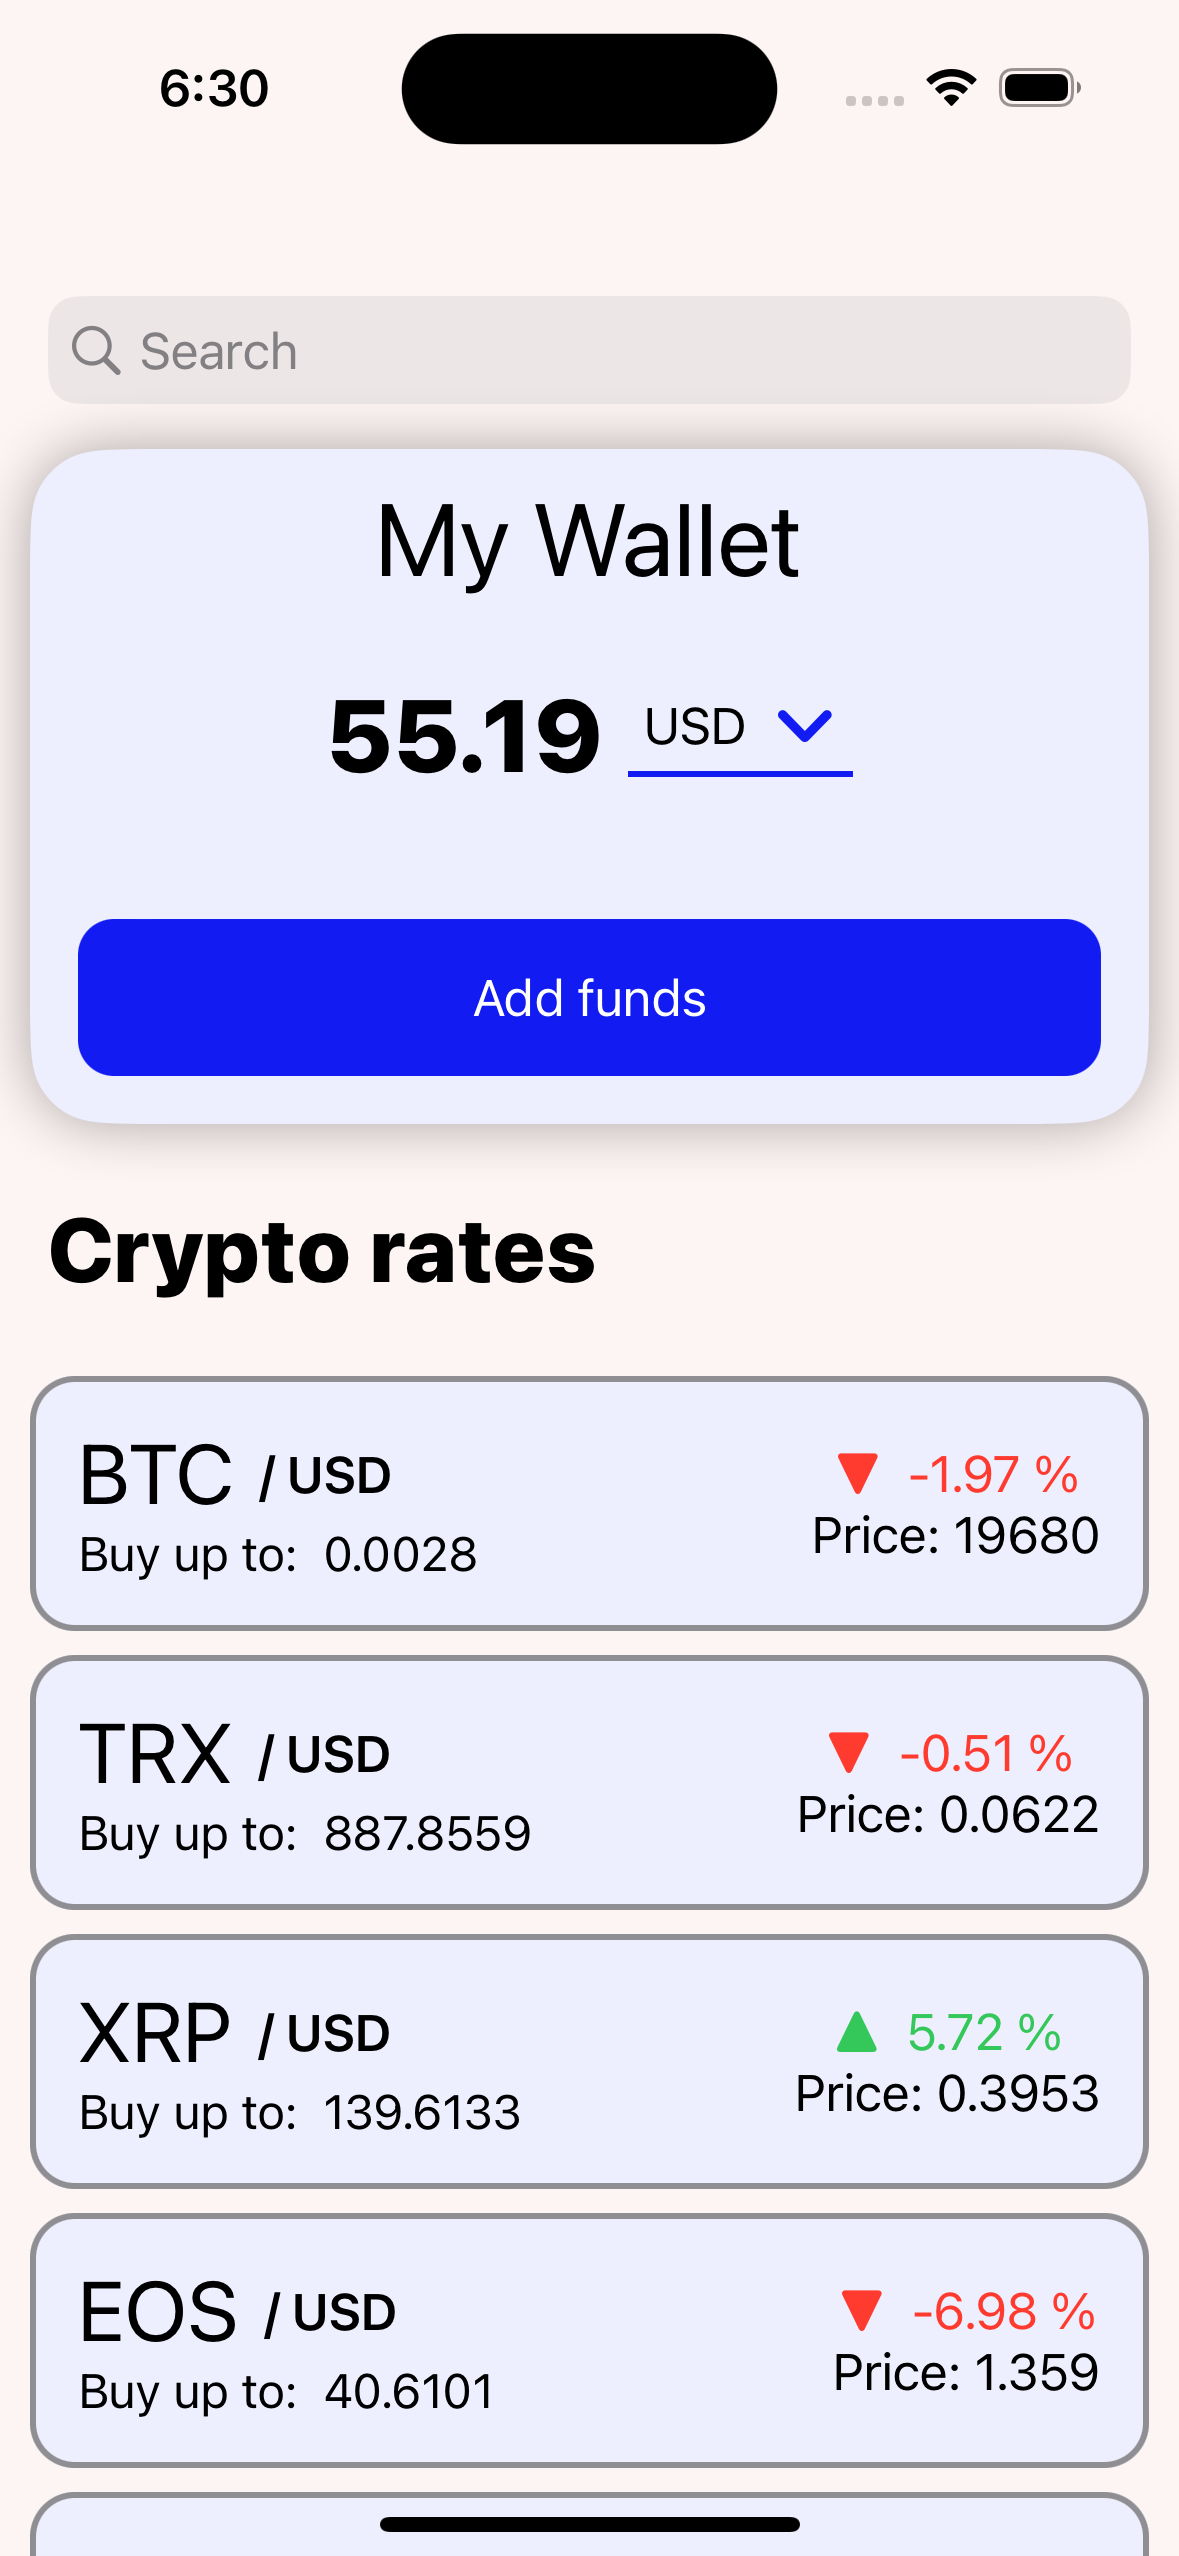 6:30
Search
My Wallet
55.19 USD
Add funds
Crypto rates
BTC / USD
-1.97 %
Buy up to: 0.0028
Price: 19680
TRX / USD
-0.51 %
Buy up to: 887.8559
Price: 0.0622
XRP / USD
5.72 %
Buy up to: 139.6133
Price: 0.3953
EOS / USD
-6.98 %
Buy up to: 40.6101
Price: 1.359